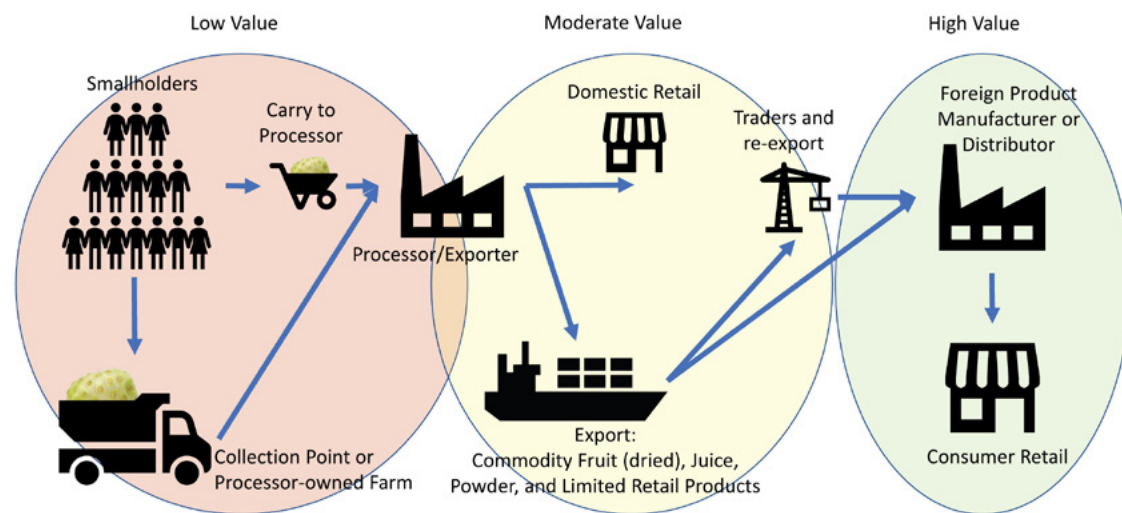 Low Value
Moderate Value
High Value
Smallholders
Carry to
Processor
Processor/Exporter
Collection Point or
Processor-owned Farm
Domestic Retail
Traders and
re-export
Export:
Commodity Fruit (dried), Juice,
Powder, and Limited Retail Products
Foreign Product
Manufacturer or
Distributor
Consumer Retail